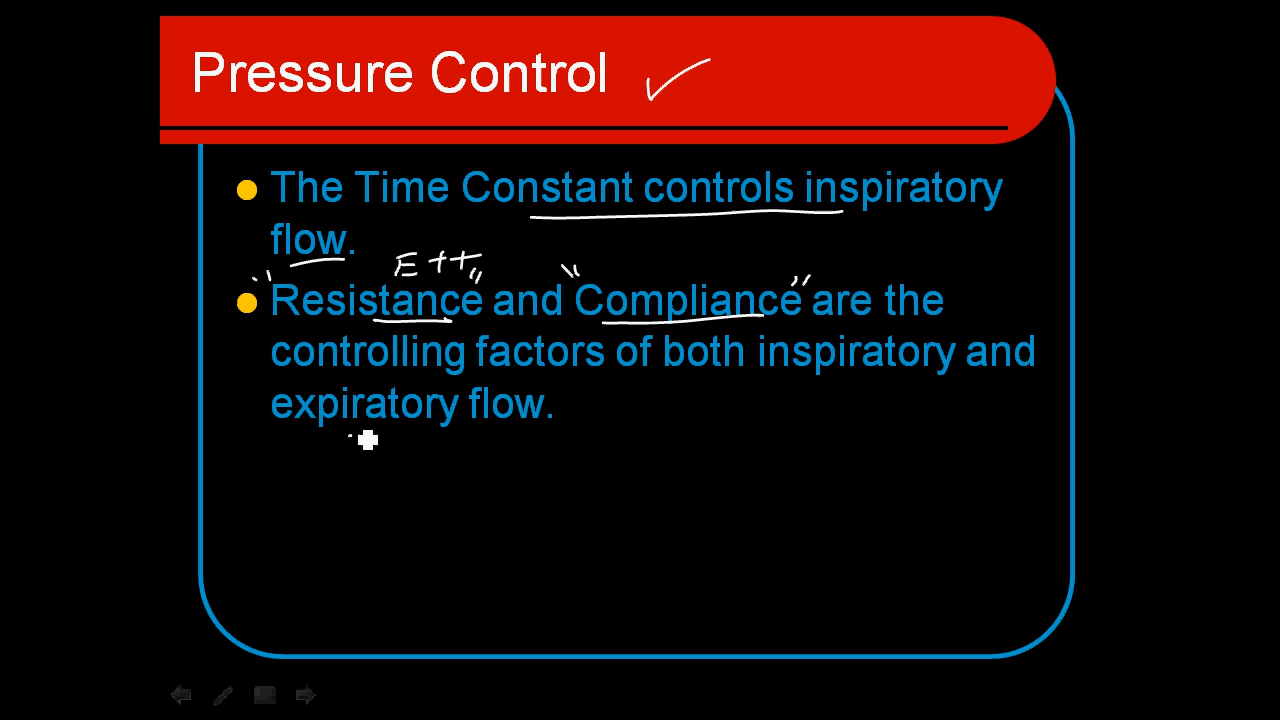 Pressure Control ✓
The Time Constant controls inspiratory
flow.
Ett
"Resistance" and "Compliance" are the
controlling factors of both inspiratory and
expiratory flow.